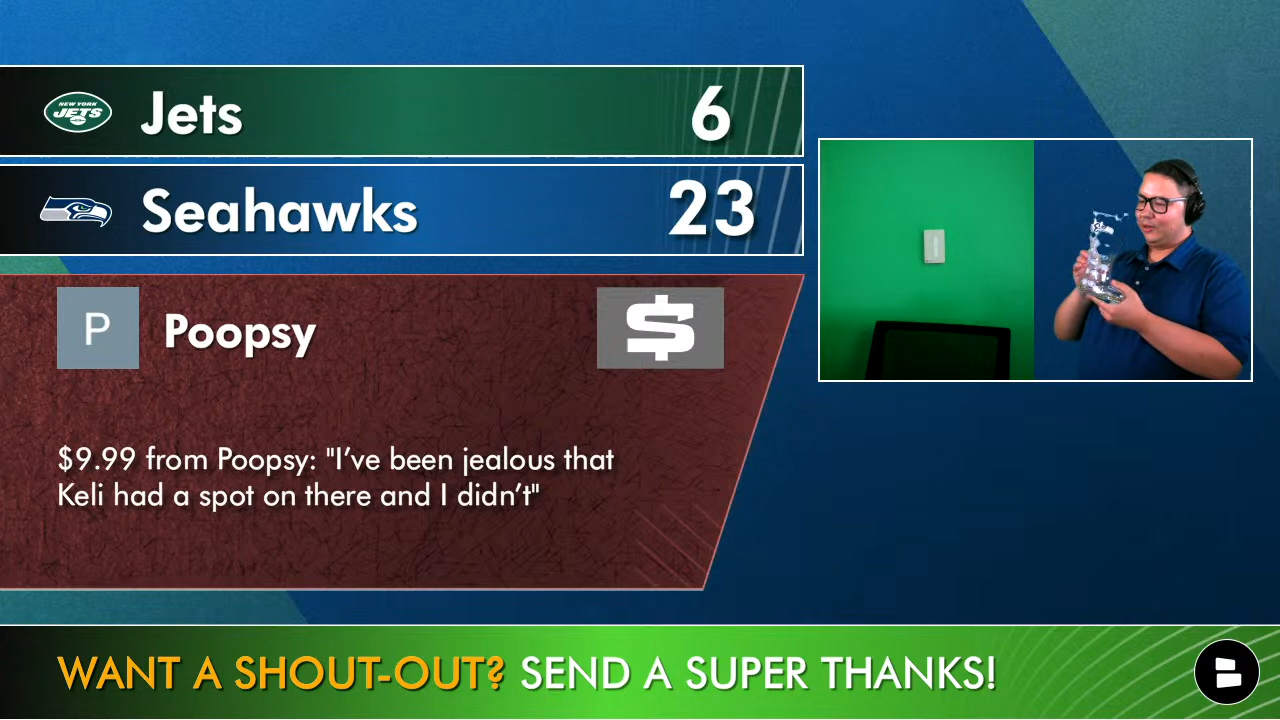 NEW YORK
JETS
Jets
6
Seahawks
23
P
Poopsy
$
$9.99 from Poopsy: "I've been jealous that
Keli had a spot on there and I didn't"
WANT A SHOUT-OUT? SEND A SUPER THANKS!